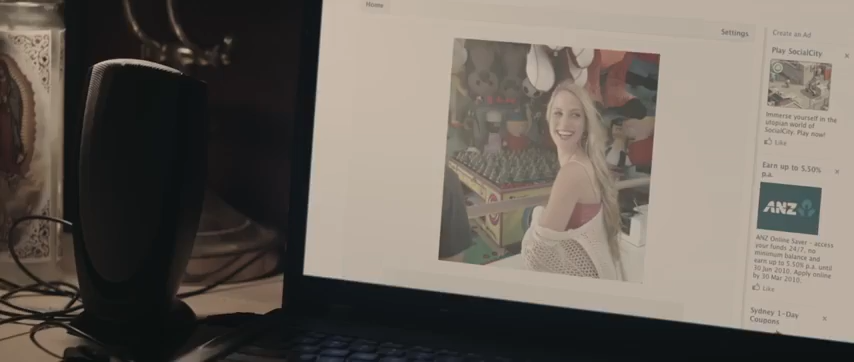 Home
Settings
Create an Ad
Play SocialCity
Immerse yourself in the
utopian world of
SocialCity. Play now!
Like
Earn up to 5.50%
p.a.
ANZ
ANZ Online Saver - access
your funds 24/7, no
minimum balance and
earn up to 5.50% p.a. until
30 Jun 2010. Apply online
by 30 Mar 2010.
Like
Sydney 1-Day
Coupons